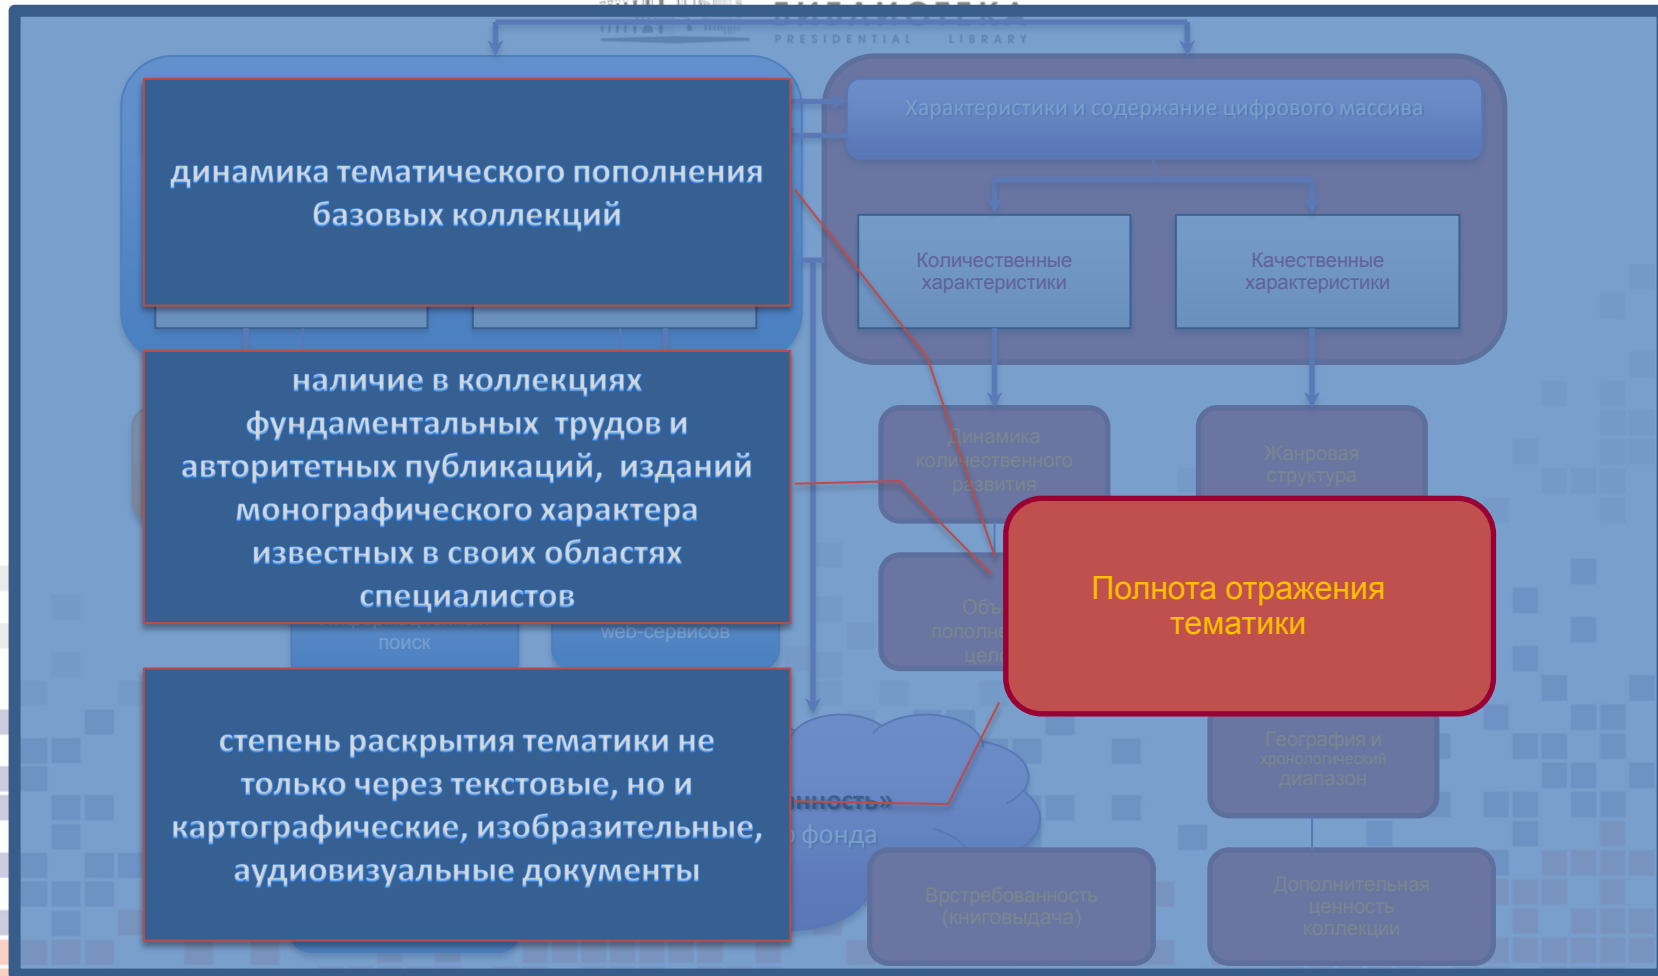 БИБЛИОТЕКА
PRESIDENTIAL LIBRARY
динамика тематического пополнения
базовых коллекций
Характеристики и содержание цифрового массива
Количественные
характеристики
Качественные
характеристики
наличие в коллекциях
фундаментальных трудов и
авторитетных публикаций, изданий
монографического характера
известных в своих областях
специалистов
Динамика
количественного
развития
Жанровая
структура
Полнота отражения
тематики
поиск
web-сервисов
степень раскрытия тематики не
только через текстовые, но и
картографические, изобразительные,
аудиовизуальные документы
География и
хронологический
диапазон
фонда
Врстребованность
(книговыдача)
Дополнительная
ценность
коллекции